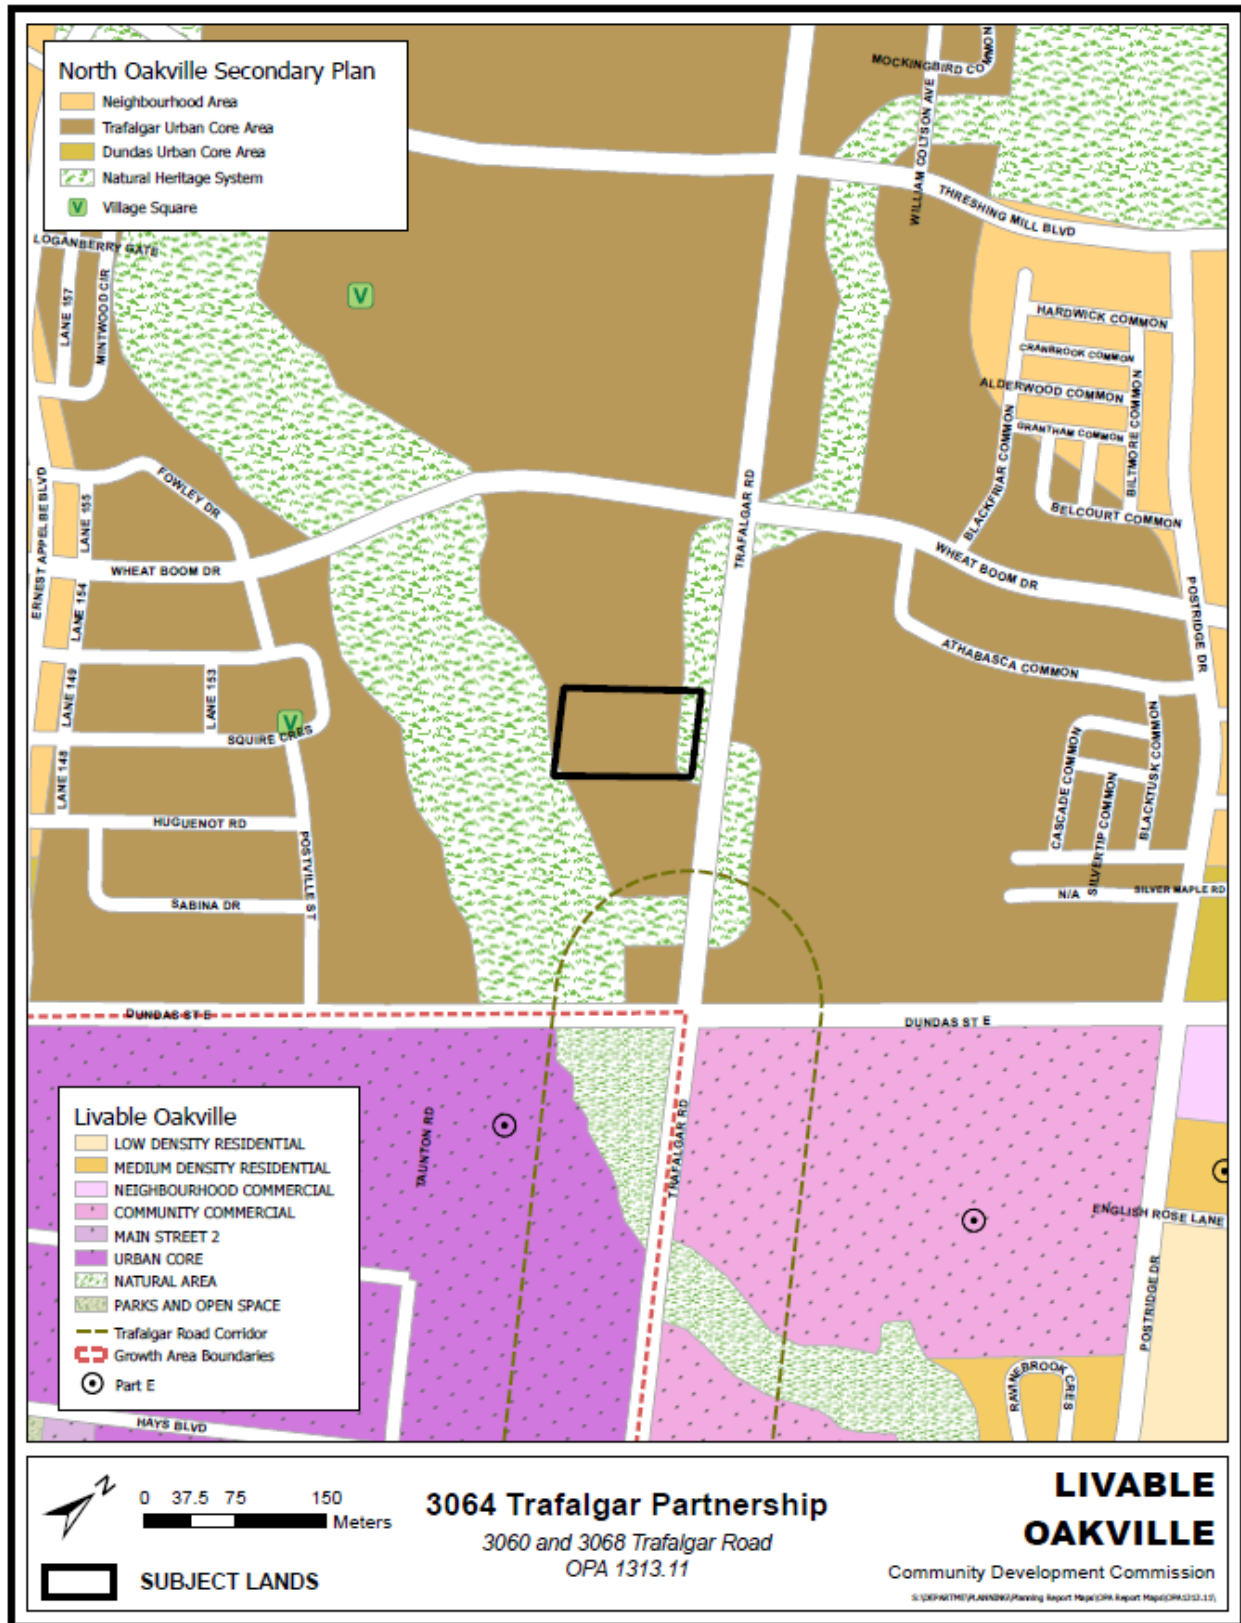 North Oakville Secondary Plan
Neighbourhood Area
Trafalgar Urban Core Area
Dundas Urban Core Area
Natural Heritage System
V Village Square
MOCKINGBIRD COMMON
WILLIAM COLTSON AVE
THRESHING MILL BLVD
LOGANBERRY GATE
LANE 157
MINTWOOD CIR
V
HARDWICK COMMON
CRANBROOK COMMON
ALDERWOOD COMMON
GRANTHAM COMMON
BILTMORE COMMON
BLACKFRIAR COMMON
BELCOURT COMMON
ERNEST APPELBE BLVD
LANE 155
FOWLEY DR
TRAFALGAR RD
WHEAT BOOM DR
WHEAT BOOM DR
LANE 154
POSTRIDGE DR
ATHABASCA COMMON
LANE 149
LANE 153
V
SQUIRE CRES
LANE 148
CASCADE COMMON
SILVERTIP COMMON
BLACKTUSK COMMON
HUGUENOT RD
POSTVILLE ST
SABINA DR
N/A
SILVER MAPLE RD
DUNDAS ST E
DUNDAS ST E
Livable Oakville
LOW DENSITY RESIDENTIAL
MEDIUM DENSITY RESIDENTIAL
NEIGHBOURHOOD COMMERCIAL
COMMUNITY COMMERCIAL
MAIN STREET 2
URBAN CORE
NATURAL AREA
PARKS AND OPEN SPACE
Trafalgar Road Corridor
Growth Area Boundaries
Part E
TAUNTON RD
TRAFALGAR RD
ENGLISH ROSE LANE
POSTRIDGE DR
RAVINEBROOK CRES
HAYS BLVD
N
0 37.5 75 150
Meters
SUBJECT LANDS
3064 Trafalgar Partnership
3060 and 3068 Trafalgar Road
OPA 1313.11
LIVABLE
OAKVILLE
Community Development Commission